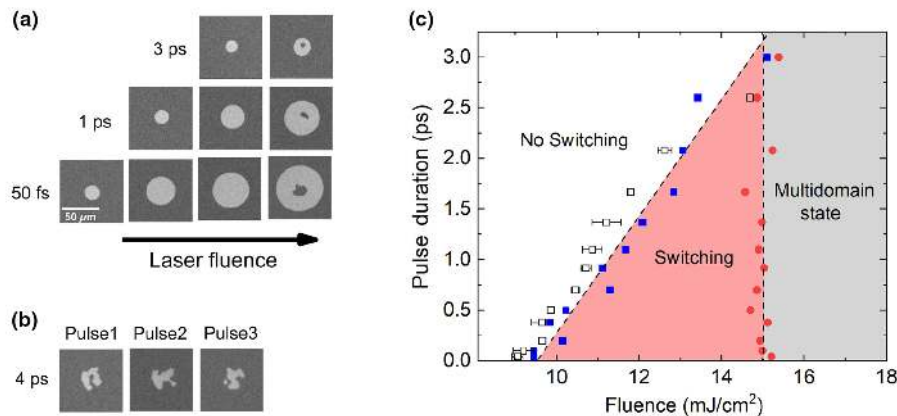 (a)
3 ps
1 ps
50 fs
50 μm
Laser fluence
(b)
Pulse1 Pulse2 Pulse3
4 ps
(c)
Pulse duration (ps)
3.0
2.5
2.0
1.5
1.0
0.5
0.0
No Switching
Switching
Multidomain
state
10 12 14 16 18
Fluence (mJ/cm²)